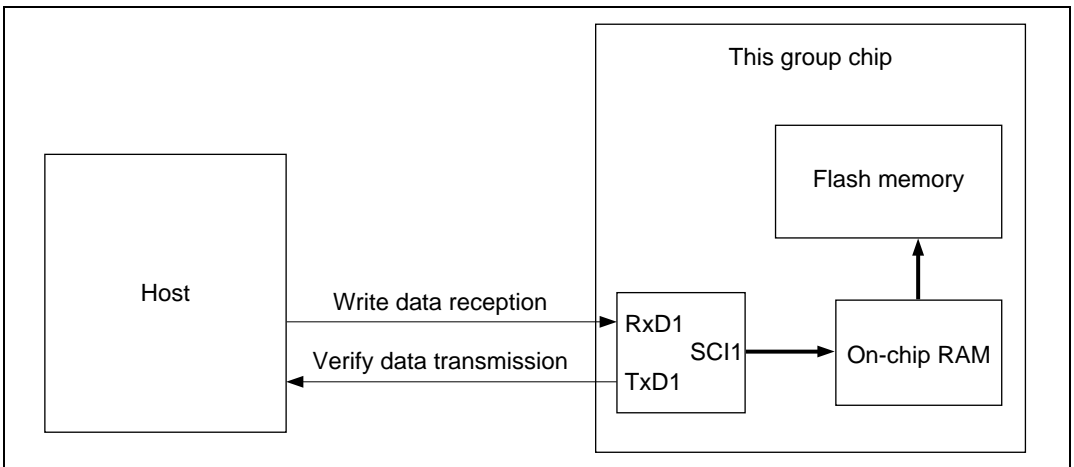 This group chip
Flash memory
Host
Write data reception
RxD1
SCI1
On-chip RAM
Verify data transmission
TxD1